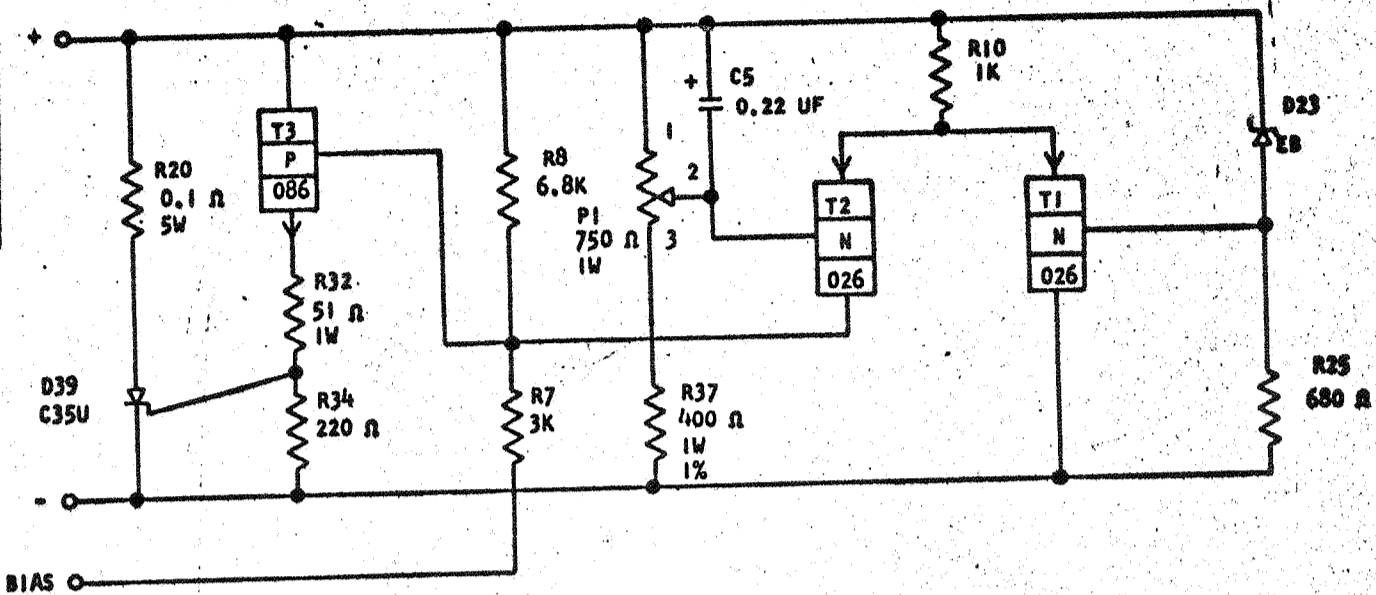 +
R20
0.1 Ω
5W
T3
P
086
R32
51 Ω
1W
D39
C35U
R34
220 Ω
R8
6.8K
R7
3K
1
2
3
P1
750 Ω
1W
R37
400 Ω
1W
1%
+
C5
0.22 UF
T2
N
026
R10
1K
T1
N
026
D23
EB
R25
680 Ω
-
BIAS